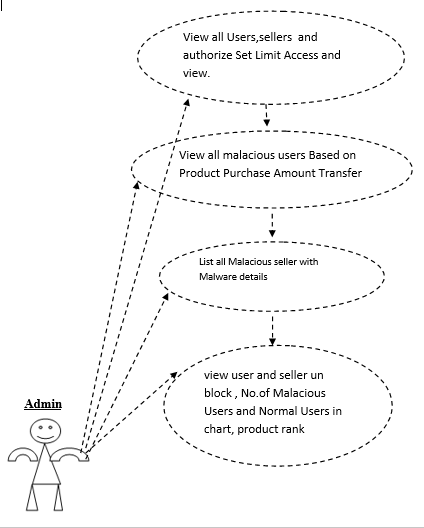 View all Users,sellers and
authorize Set Limit Access and
view.
View all malacious users Based on
Product Purchase Amount Transfer
List all Malacious seller with
Malware details
view user and seller un
block , No.of Malacious
Users and Normal Users in
chart, product rank
Admin